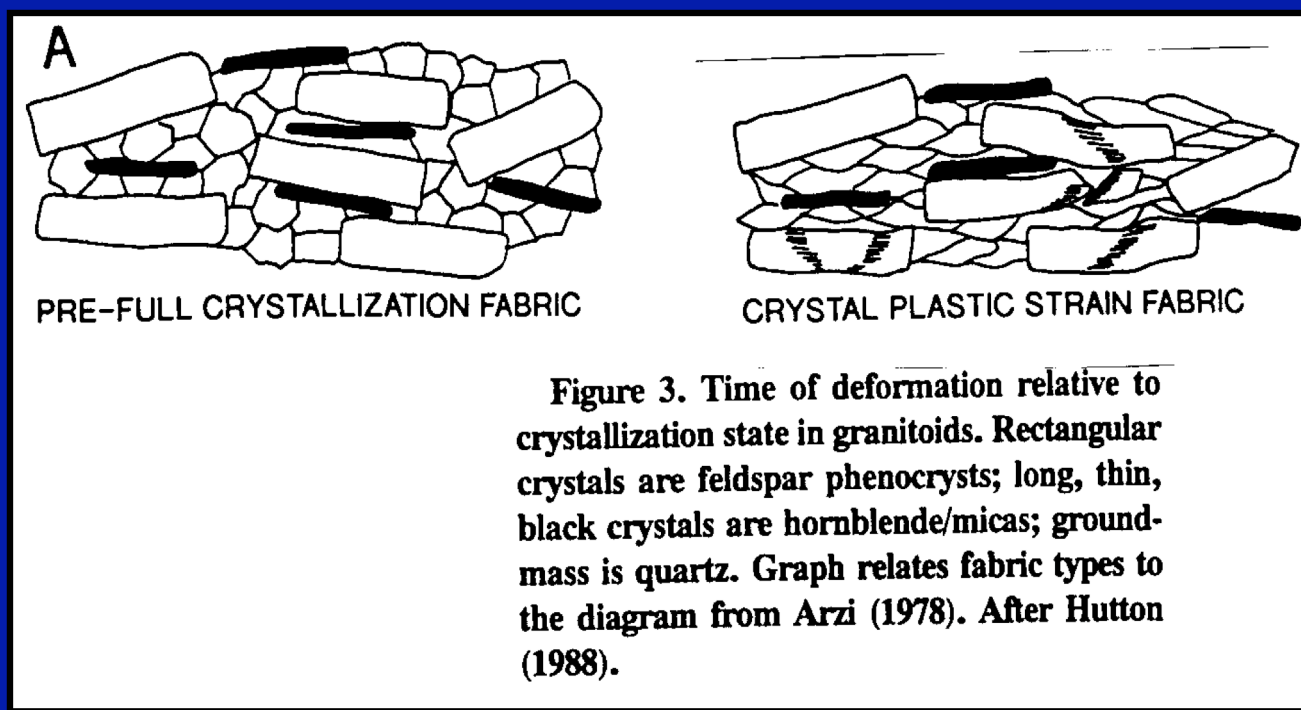 A
PRE-FULL CRYSTALLIZATION FABRIC
CRYSTAL PLASTIC STRAIN FABRIC
Figure 3. Time of deformation relative to
crystallization state in granitoids. Rectangular
crystals are feldspar phenocrysts; long, thin,
black crystals are hornblende/micas; ground-
mass is quartz. Graph relates fabric types to
the diagram from Arzi (1978). After Hutton
(1988).